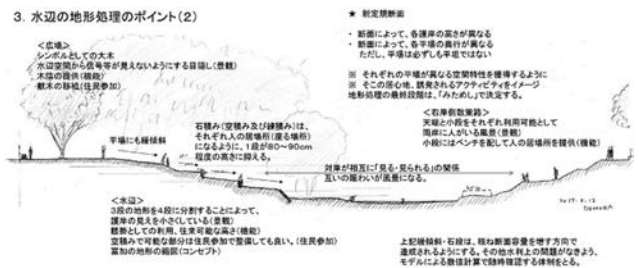 3. 水辺の地形処理のポイント(2)
★ 暫定規断面
・ 断面によって、各護岸の高さが異なる
・ 断面によって、各平場の奥行が異なる
ただし、平場は必ずしも平坦ではない
※ それぞれの平場が異なる空間特性を獲得するように
※ そこの居心地、誘発されるアクティビティをイメージ
地形処理の最終段階は、「みためし」で決定する。
<広場>
シンボルとしての大木
水辺空間から信号等が見えないようにする目隠し(景観)
木陰の提供(機能)
献木の移植(住民参加)
平場にも緩傾斜
石積み(空積み及び練積み)は、
それぞれ人の居場所(座る場所)
になるように、1段が80~90cm
程度の高さに抑える。
<右岸側散策路>
天端と小段をそれぞれ利用可能として
両岸に人がいる風景(景観)
小段にはベンチを配して人の居場所を提供(機能)
対岸が相互に「見る・見られる」の関係
互いの賑わいが風景になる。
<水辺>
3段の地形を4段に分割することによって、
護岸の見えを小さくしている(景観)
腰掛としての利用、往来可能な高さ(機能)
空積みで可能な部分は住民参加で整備しても良い。(住民参加)
富加の地形の縮図(コンセプト)
上記緩傾斜・石段は、概ね断面容量を増す方向で
造成されるようにする。その他水利上の問題がなきよう、
モデルによる数値計算で随時確認する体制をとる。